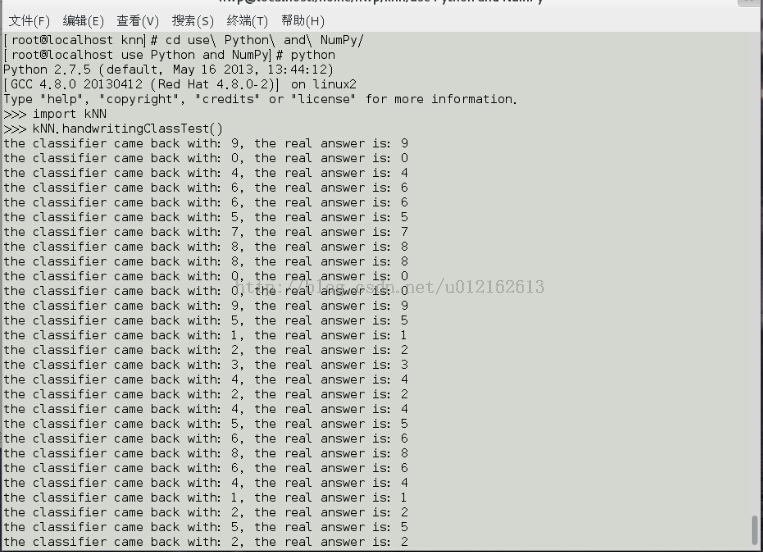 文件(F) 编辑(E) 查看(V) 搜索(S) 终端(T) 帮助(H)
[root@localhost knn]# cd use\ Python\ and\ NumPy/
[root@localhost use Python and NumPy]# python
Python 2.7.5 (default, May 16 2013, 13:44:12)
[GCC 4.8.0 20130412 (Red Hat 4.8.0-2)] on linux2
Type "help", "copyright", "credits" or "license" for more information.
>>> import kNN
>>> kNN.handwritingClassTest()
the classifier came back with: 9, the real answer is: 9
the classifier came back with: 0, the real answer is: 0
the classifier came back with: 4, the real answer is: 4
the classifier came back with: 6, the real answer is: 6
the classifier came back with: 6, the real answer is: 6
the classifier came back with: 5, the real answer is: 5
the classifier came back with: 7, the real answer is: 7
the classifier came back with: 8, the real answer is: 8
the classifier came back with: 8, the real answer is: 8
the classifier came back with: 0, the real answer is: 0
http://blog.csdn.net/u012162613
the classifier came back with: 0, the real answer is: 0
the classifier came back with: 9, the real answer is: 9
the classifier came back with: 5, the real answer is: 5
the classifier came back with: 1, the real answer is: 1
the classifier came back with: 2, the real answer is: 2
the classifier came back with: 3, the real answer is: 3
the classifier came back with: 4, the real answer is: 4
the classifier came back with: 2, the real answer is: 2
the classifier came back with: 4, the real answer is: 4
the classifier came back with: 5, the real answer is: 5
the classifier came back with: 6, the real answer is: 6
the classifier came back with: 8, the real answer is: 8
the classifier came back with: 6, the real answer is: 6
the classifier came back with: 4, the real answer is: 4
the classifier came back with: 1, the real answer is: 1
the classifier came back with: 2, the real answer is: 2
the classifier came back with: 5, the real answer is: 5
the classifier came back with: 2, the real answer is: 2